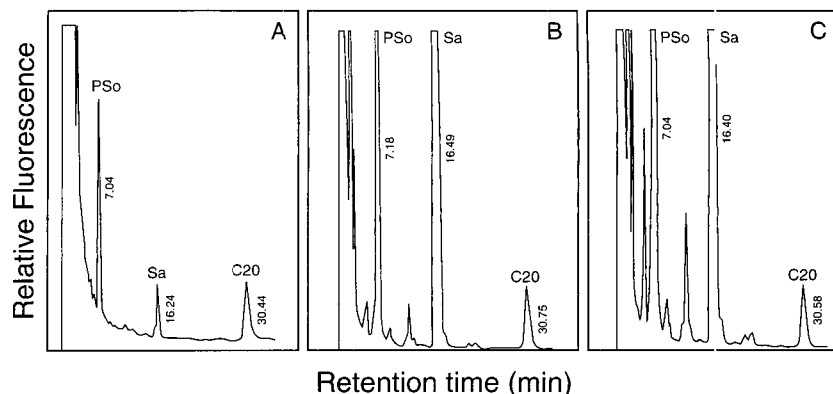 A
PSo
7.04
Sa
16.24
C20
30.44
B
PSo
7.18
Sa
16.49
C20
30.75
C
PSo
7.04
Sa
16.40
C20
30.58
Relative Fluorescence
Retention time (min)